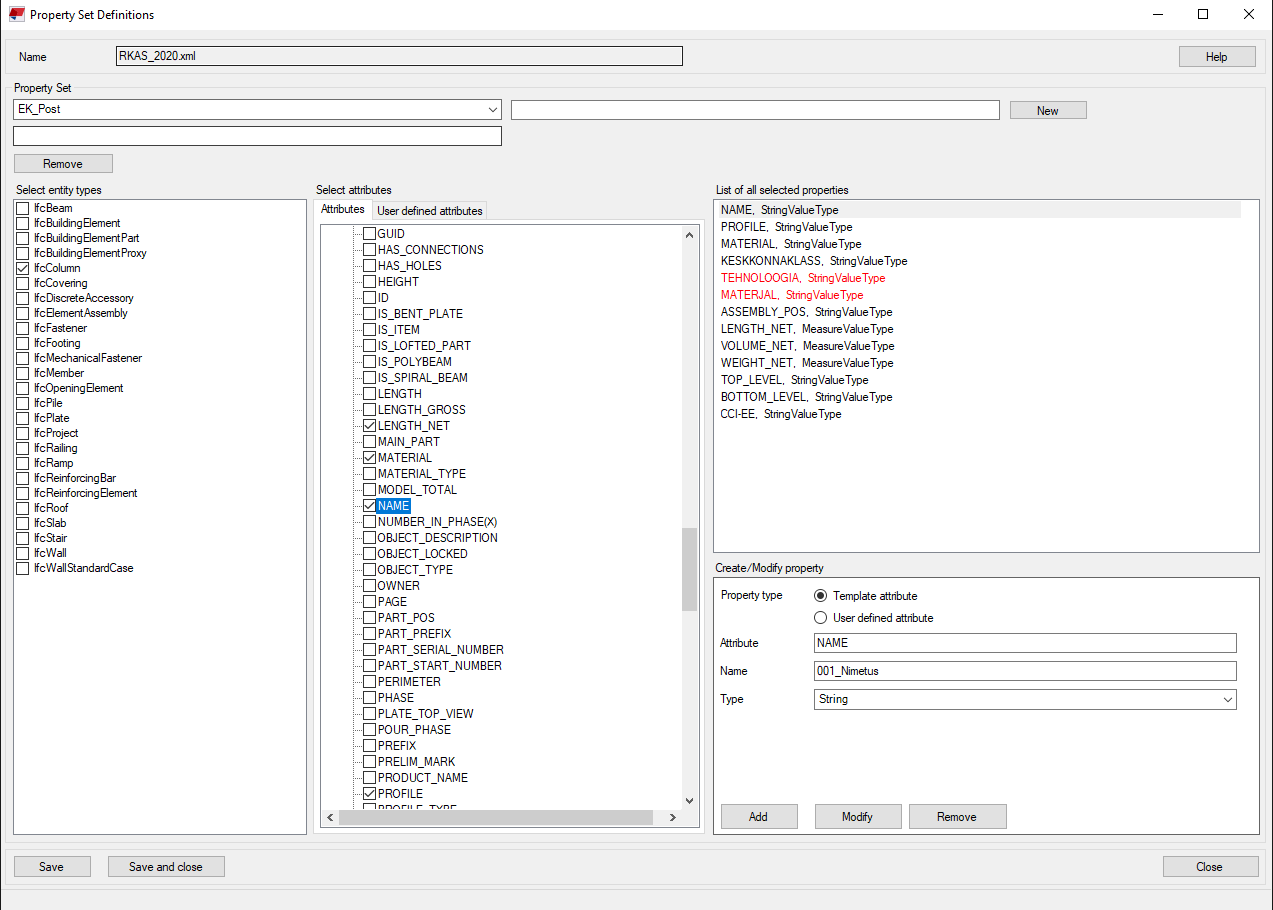 Property Set Definitions
Name
RKAS_2020.xml
Help
Property Set
EK_Post
New
Remove
Select entity types
IfcBeam
IfcBuildingElement
IfcBuildingElementPart
IfcBuildingElementProxy
IfcColumn
IfcCovering
IfcDiscreteAccessory
IfcElementAssembly
IfcFastener
IfcFooting
IfcMechanicalFastener
IfcMember
IfcOpeningElement
IfcPile
IfcPlate
IfcProject
IfcRailing
IfcRamp
IfcReinforcingBar
IfcReinforcingElement
IfcRoof
IfcSlab
IfcStair
IfcWall
IfcWallStandardCase
Select attributes
Attributes
User defined attributes
GUID
HAS_CONNECTIONS
HAS_HOLES
HEIGHT
ID
IS_BENT_PLATE
IS_ITEM
IS_LOFTED_PART
IS_POLYBEAM
IS_SPIRAL_BEAM
LENGTH
LENGTH_GROSS
LENGTH_NET
MAIN_PART
MATERIAL
MATERIAL_TYPE
MODEL_TOTAL
NAME
NUMBER_IN_PHASE(X)
OBJECT_DESCRIPTION
OBJECT_LOCKED
OBJECT_TYPE
OWNER
PAGE
PART_POS
PART_PREFIX
PART_SERIAL_NUMBER
PART_START_NUMBER
PERIMETER
PHASE
PLATE_TOP_VIEW
POUR_PHASE
PREFIX
PRELIM_MARK
PRODUCT_NAME
PROFILE
PROFILE_TYPE
List of all selected properties
NAME, StringValueType
PROFILE, StringValueType
MATERIAL, StringValueType
KESKKONNAKLASS, StringValueType
TEHNOLOOGIA, StringValueType
MATERJAL, StringValueType
ASSEMBLY_POS, StringValueType
LENGTH_NET, MeasureValueType
VOLUME_NET, MeasureValueType
WEIGHT_NET, MeasureValueType
TOP_LEVEL, StringValueType
BOTTOM_LEVEL, StringValueType
CCI-EE, StringValueType
Create/Modify property
Property type
Template attribute
User defined attribute
Attribute
NAME
Name
001_Nimetus
Type
String
Add
Modify
Remove
Save
Save and close
Close